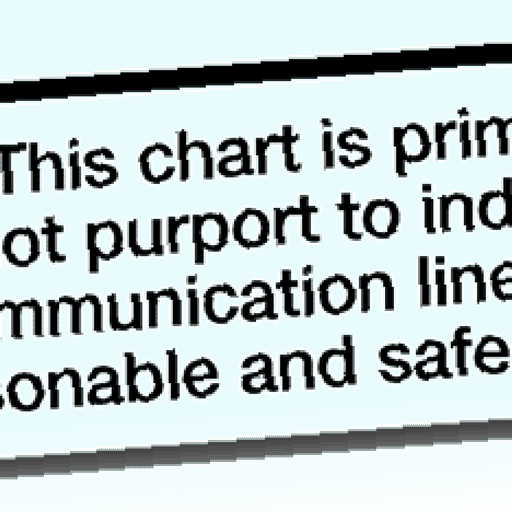 This chart is prim
ot purport to ind
mmunication line
sonable and safe